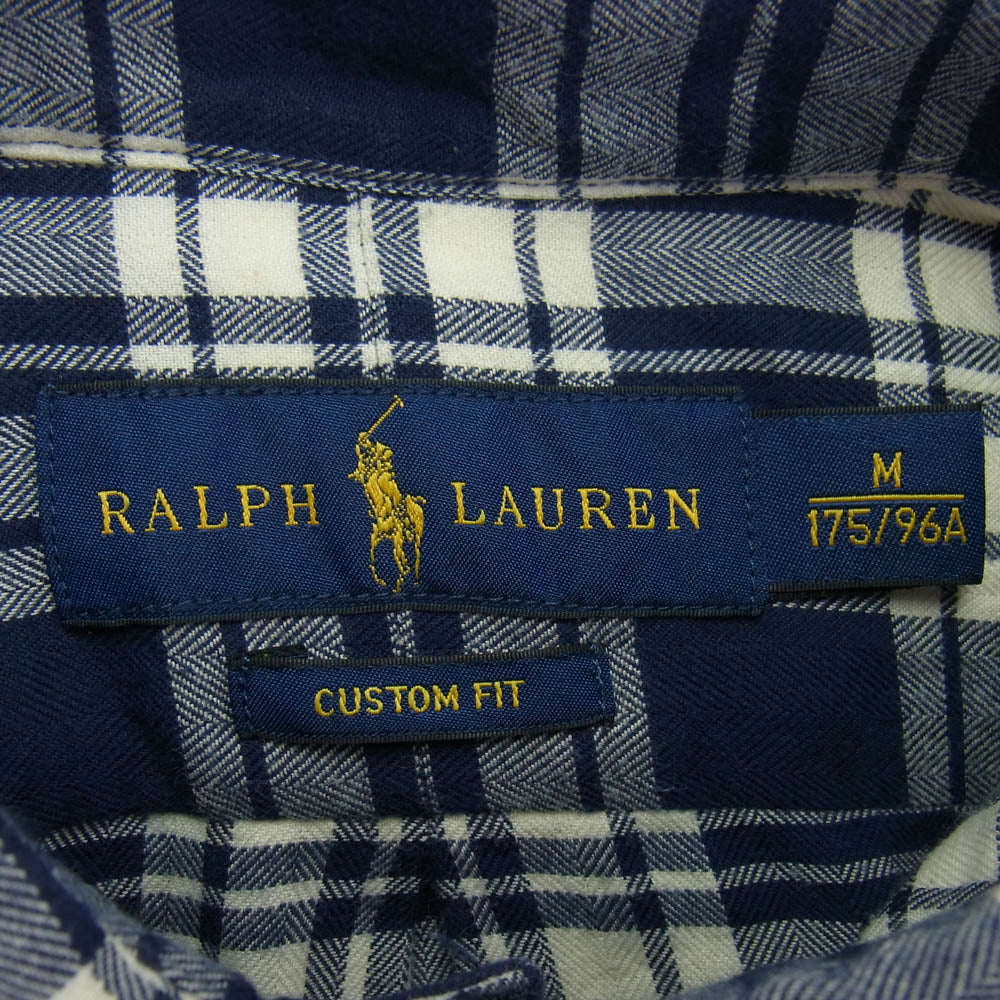 RALPH LAUREN
M
175/96A
CUSTOM FIT